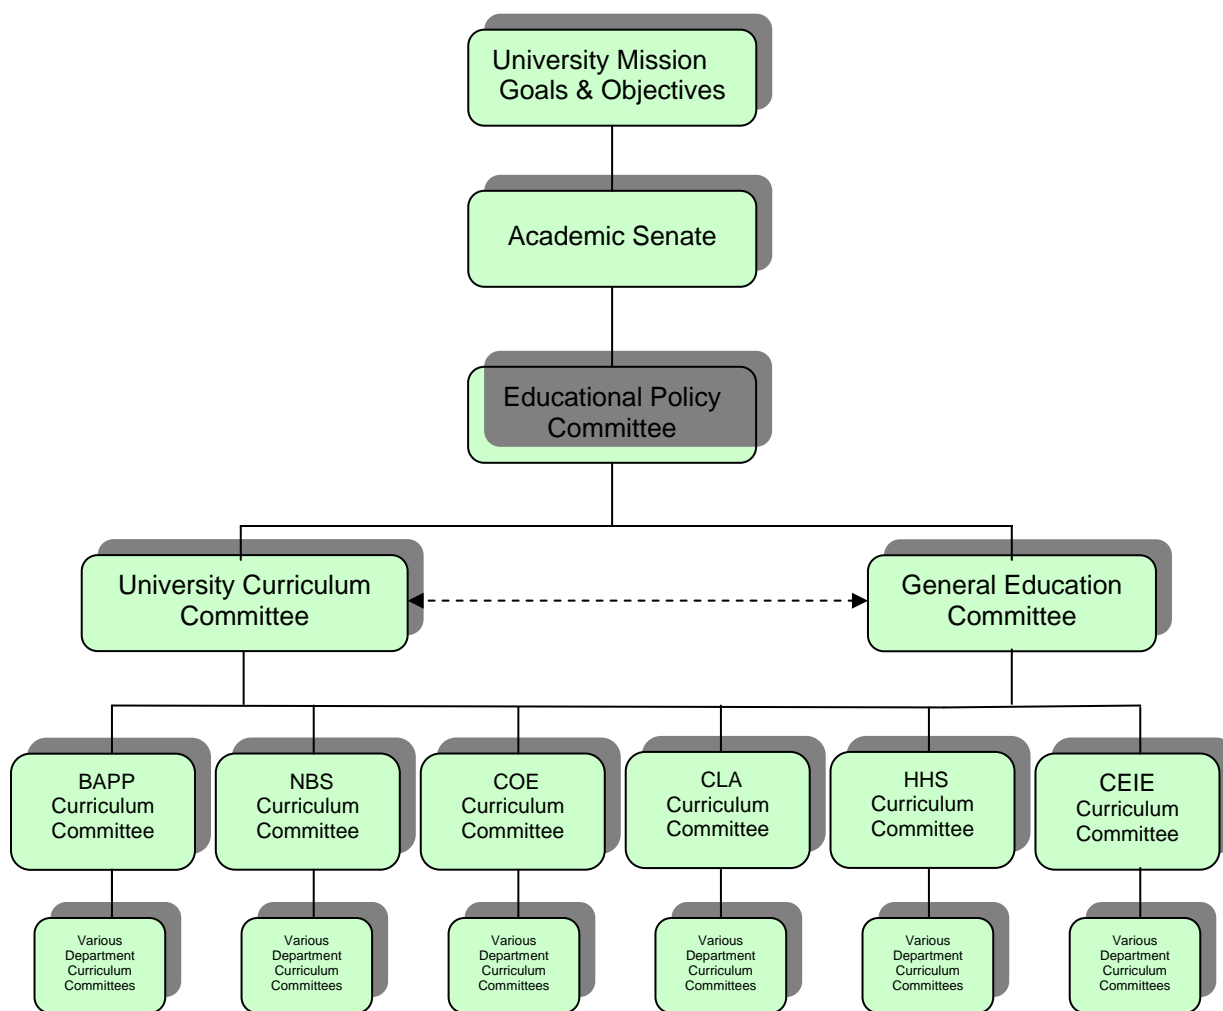 University Mission
Goals & Objectives
Academic Senate
Educational Policy
Committee
University Curriculum
Committee
General Education
Committee
BAPP
Curriculum
Committee
NBS
Curriculum
Committee
COE
Curriculum
Committee
CLA
Curriculum
Committee
HHS
Curriculum
Committee
CEIE
Curriculum
Committee
Various
Department
Curriculum
Committees
Various
Department
Curriculum
Committees
Various
Department
Curriculum
Committees
Various
Department
Curriculum
Committees
Various
Department
Curriculum
Committees
Various
Department
Curriculum
Committees